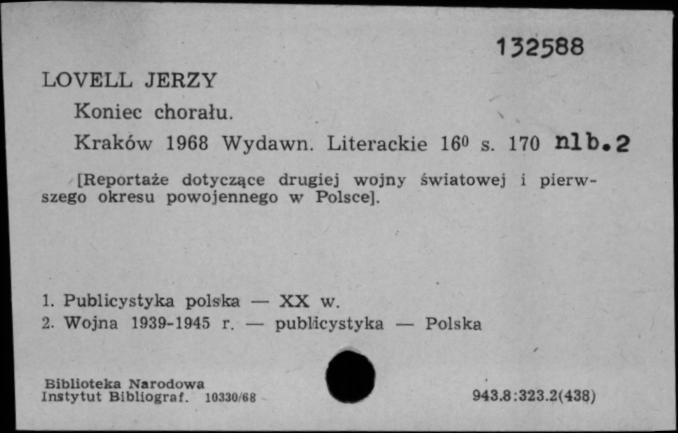 132588
LOVELL JERZY
Koniec chorału.
Kraków 1968 Wydawn. Literackie 16⁰ s. 170 nlb.2
[Reportaże dotyczące drugiej wojny światowej i pierw-
szego okresu powojennego w Polsce].
1. Publicystyka polska — XX w.
2. Wojna 1939-1945 r. — publicystyka — Polska
Biblioteka Narodowa
Instytut Bibliograf. 10330/68
943.8:323.2(438)